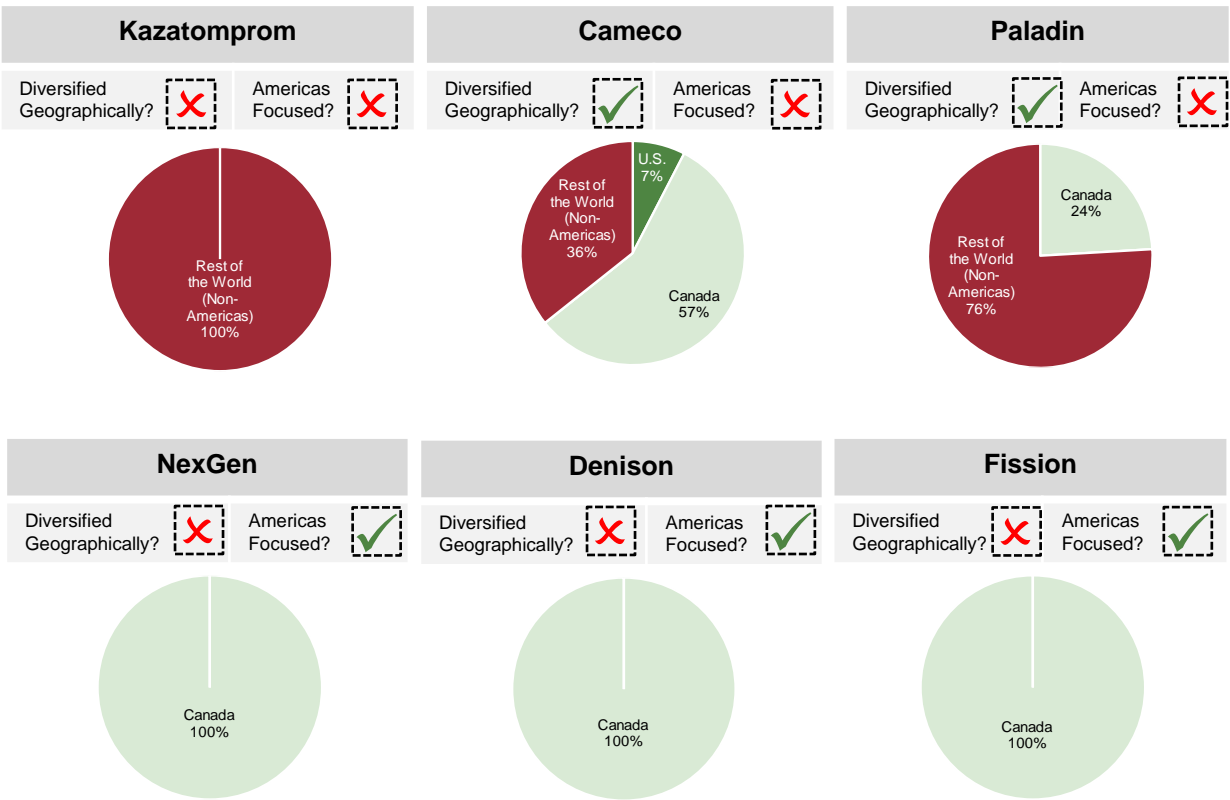 Kazatomprom
Diversified
Geographically?
Americas
Focused?
Rest of
the World
(Non-
Americas)
100%
Cameco
Diversified
Geographically?
Americas
Focused?
U.S.
7%
Rest of
the World
(Non-
Americas)
36%
Canada
57%
Paladin
Diversified
Geographically?
Americas
Focused?
Canada
24%
Rest of
the World
(Non-
Americas)
76%
NexGen
Diversified
Geographically?
Americas
Focused?
Canada
100%
Denison
Diversified
Geographically?
Americas
Focused?
Canada
100%
Fission
Diversified
Geographically?
Americas
Focused?
Canada
100%